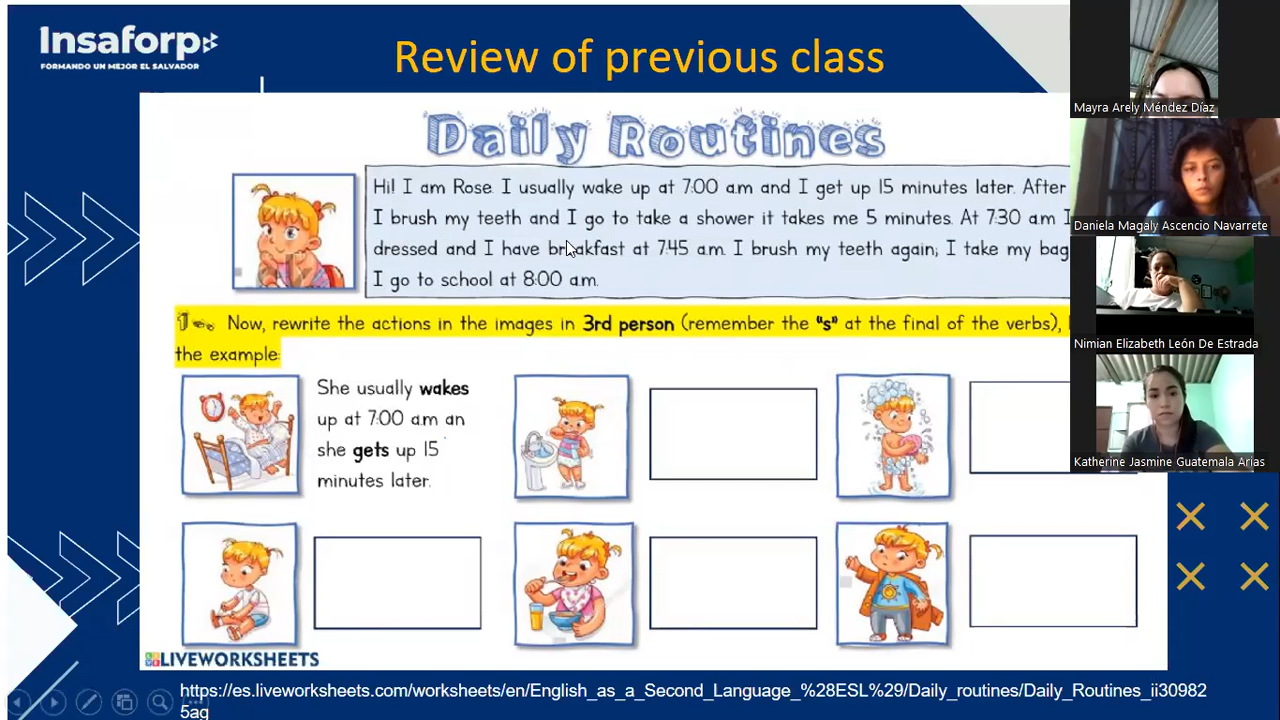 Insaforp
FORMANDO UN MEJOR EL SALVADOR
Review of previous class
Daily Routines
Hi! I am Rose. I usually wake up at 7:00 a.m and I get up 15 minutes later. After
I brush my teeth and I go to take a shower it takes me 5 minutes. At 7:30 a.m I
dressed and I have breakfast at 7:45 a.m. I brush my teeth again; I take my bag
I go to school at 8:00 a.m.
1 Now, rewrite the actions in the images in 3rd person (remember the "s" at the final of the verbs),
the example:
She usually wakes
up at 7:00 a.m an
she gets up 15
minutes later.
LIVEWORKSHEETS
https://es.liveworksheets.com/worksheets/en/English_as_a_Second_Language_%28ESL%29/Daily_routines/Daily_Routines_ii30982
5ag
Mayra Arely Méndez Díaz
Daniela Magaly Ascencio Navarrete
Nimian Elizabeth León De Estrada
Katherine Jasmine Guatemala Arias